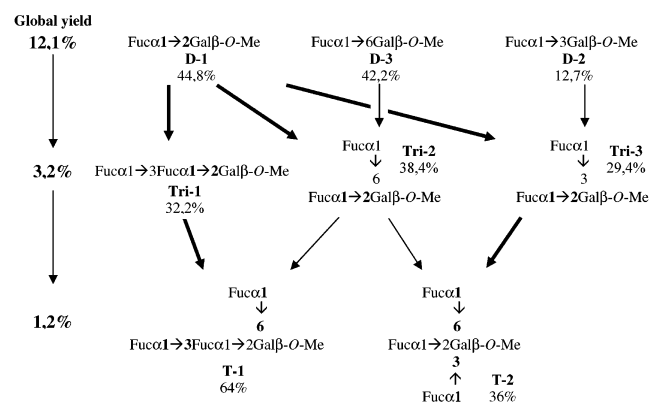 Global yield
12,1% Fucα1→2Galβ-O-Me Fucα1→6Galβ-O-Me Fucα1→3Galβ-O-Me
D-1 D-3 D-2
44,8% 42,2% 12,7%
Fucα1 Tri-2 Fucα1 Tri-3
↓ 38,4% ↓ 29,4%
3,2% Fucα1→3Fucα1→2Galβ-O-Me 6 3
Tri-1 Fucα1→2Galβ-O-Me Fucα1→2Galβ-O-Me
32,2%
Fucα1 Fucα1
↓ ↓
1,2% 6 6
Fucα1→3Fucα1→2Galβ-O-Me Fucα1→2Galβ-O-Me
3
T-1 ↑ T-2
64% Fucα1 36%